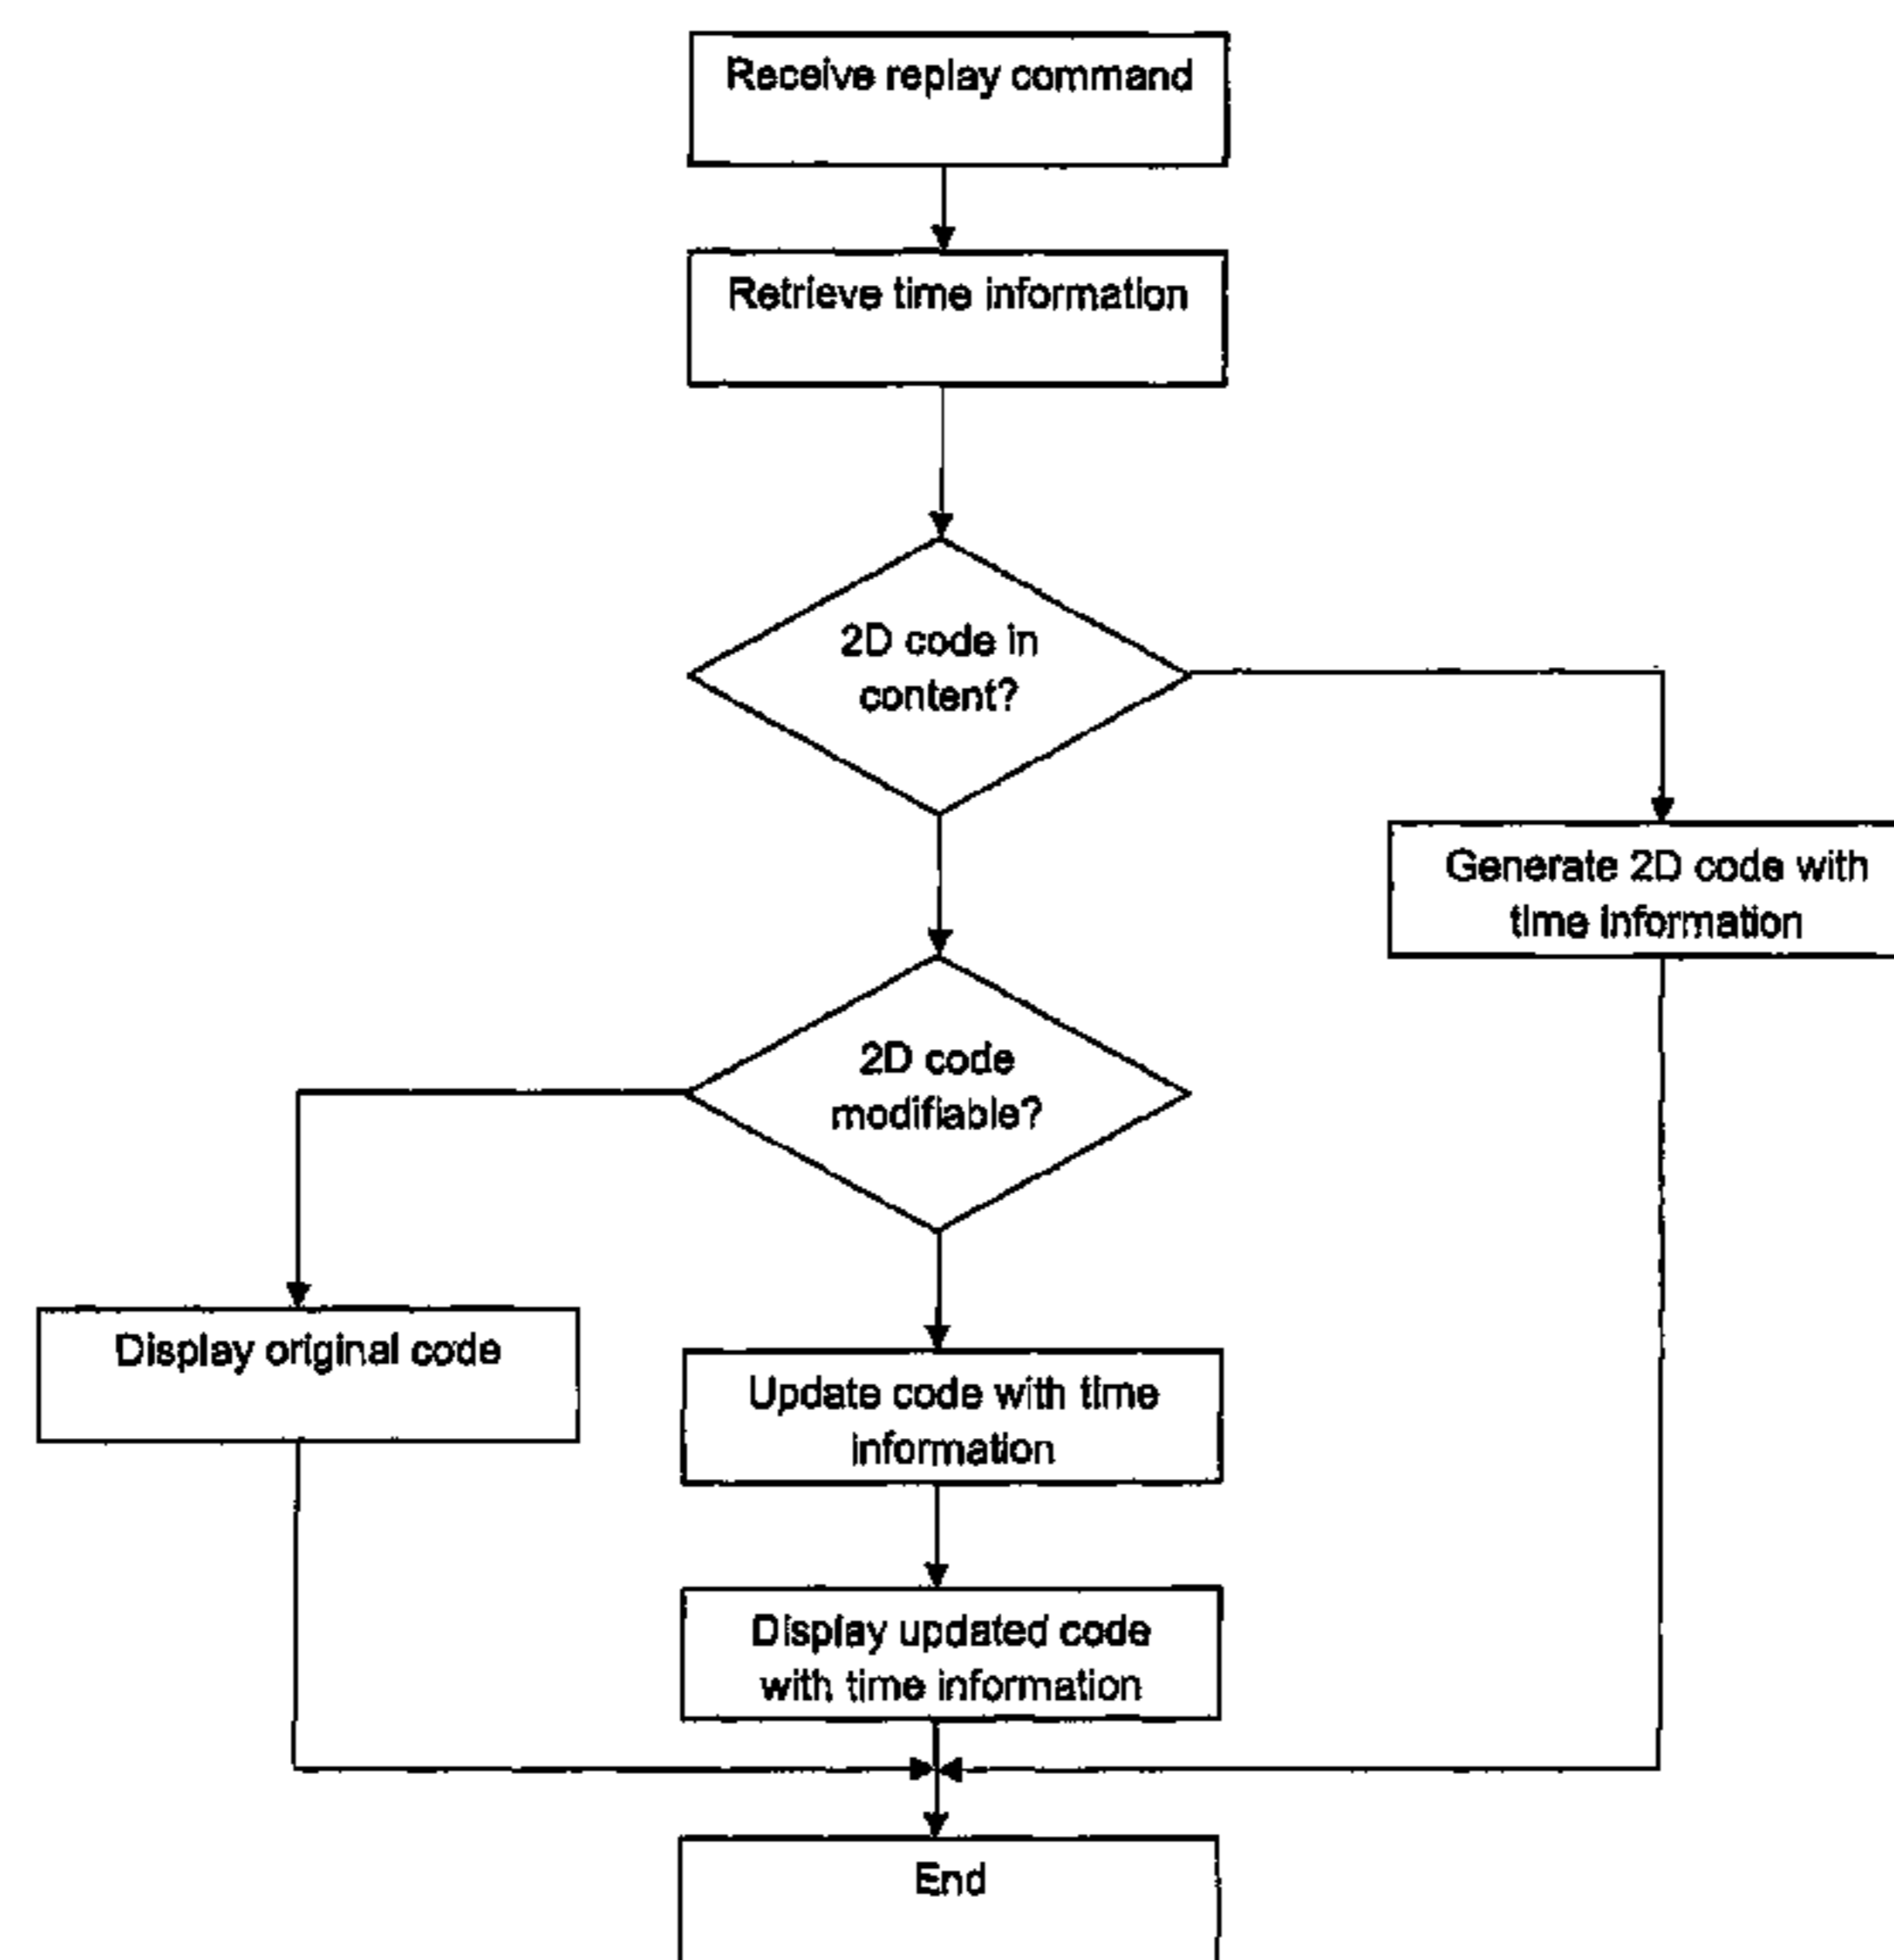 Receive replay command
Retrieve time information
2D code in
content?
Generate 2D code with
time information
2D code
modifiable?
Display original code
Update code with time
information
Display updated code
with time information
End